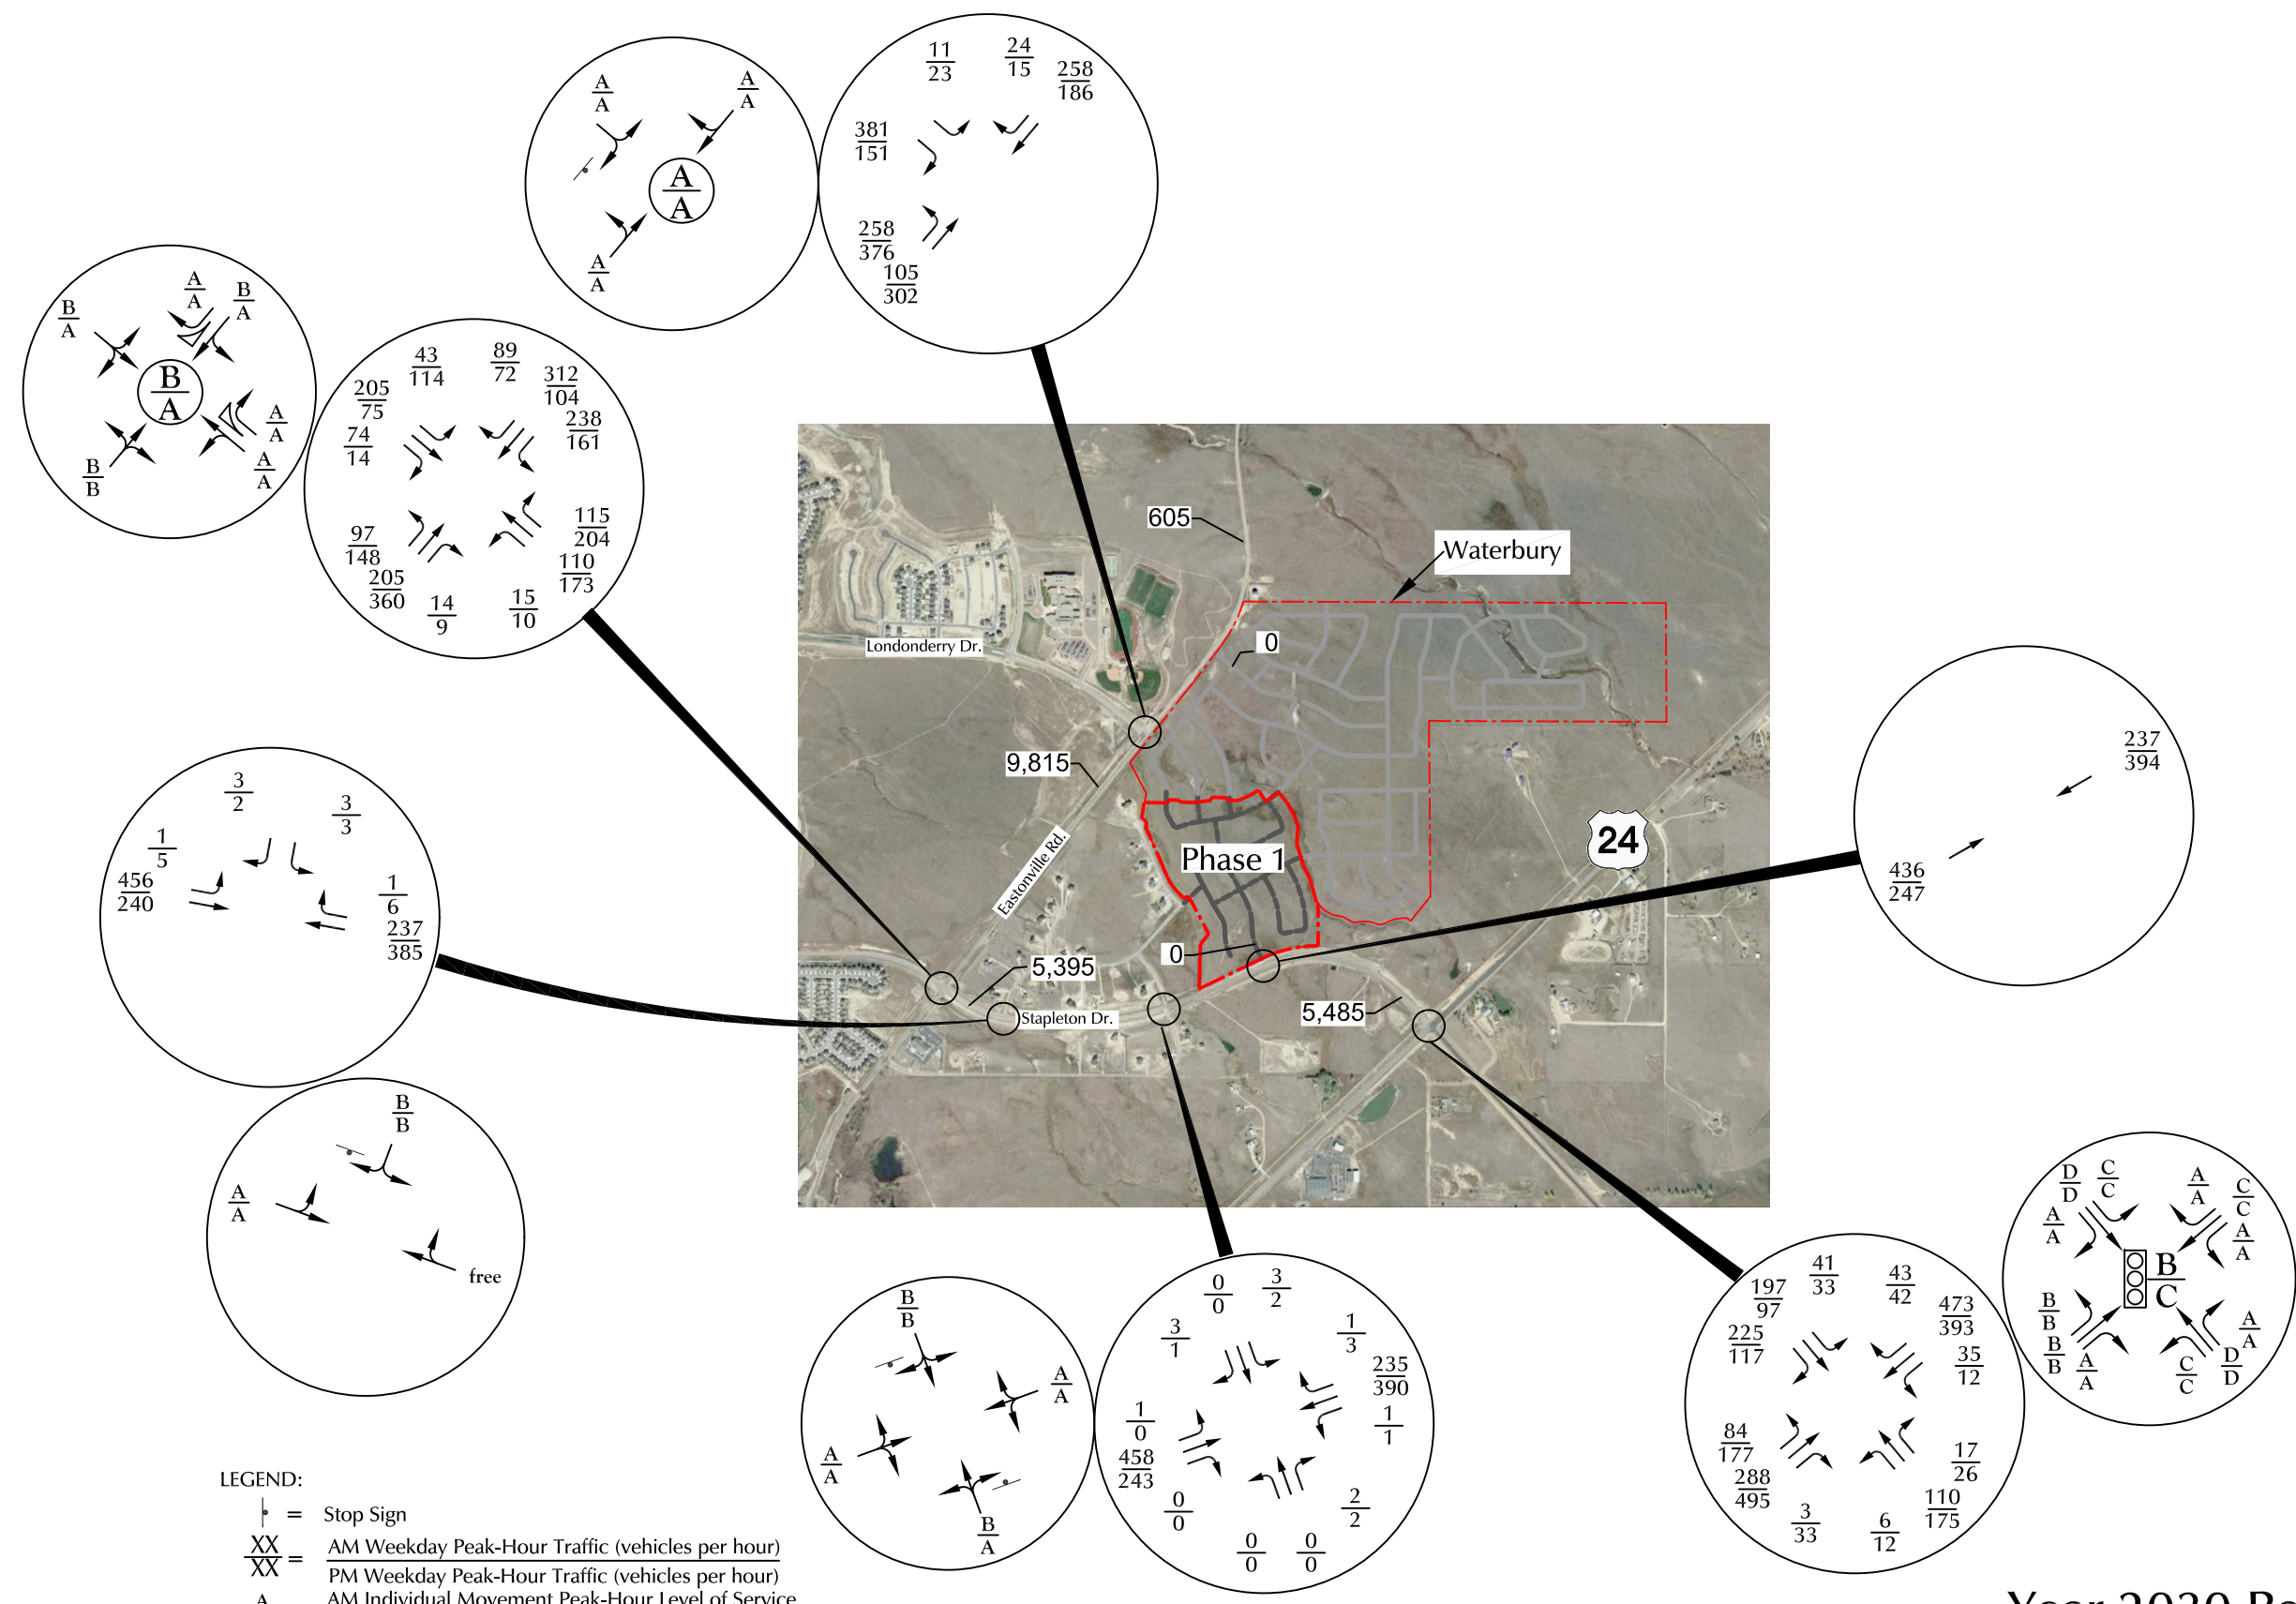 11
23
24
15
258
186
381
151
258
376
105
302
A
A
A
A
A
A
A
A
B
A
A
A
B
A
B
A
A
A
A
A
B
B
43
114
89
72
312
104
205
75
74
14
238
161
97
148
205
360
14
9
15
10
115
204
110
173
605
Waterbury
Londonderry Dr.
0
9,815
Eastonville Rd.
Phase 1
24
0
5,395
Stapleton Dr.
5,485
237
394
436
247
3
2
3
3
1
5
456
240
1
6
237
385
B
B
A
A
free
B
B
A
A
A
A
B
A
0
0
3
2
3
1
1
3
235
390
1
1
1
0
458
243
0
0
0
0
0
0
2
2
41
33
197
97
225
117
43
42
473
393
35
12
84
177
288
495
3
33
6
12
17
26
110
175
D
D
C
C
A
A
A
A
C
C
A
A
B
C
B
B
B
B
A
A
A
A
D
D
C
C
LEGEND:
= Stop Sign
XX
XX
=
AM Weekday Peak-Hour Traffic (vehicles per hour)
PM Weekday Peak-Hour Traffic (vehicles per hour)
A AM Individual Movement Peak-Hour Level of Service
Year 2030 Ba